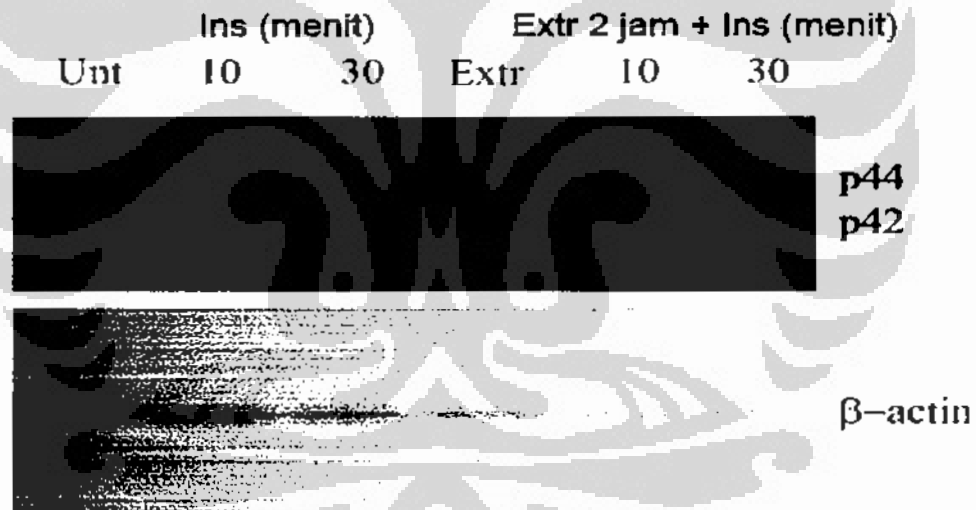 Ins (menit) Extr 2 jam + Ins (menit)
Unt 10 30 Extr 10 30
p44
p42
β–actin